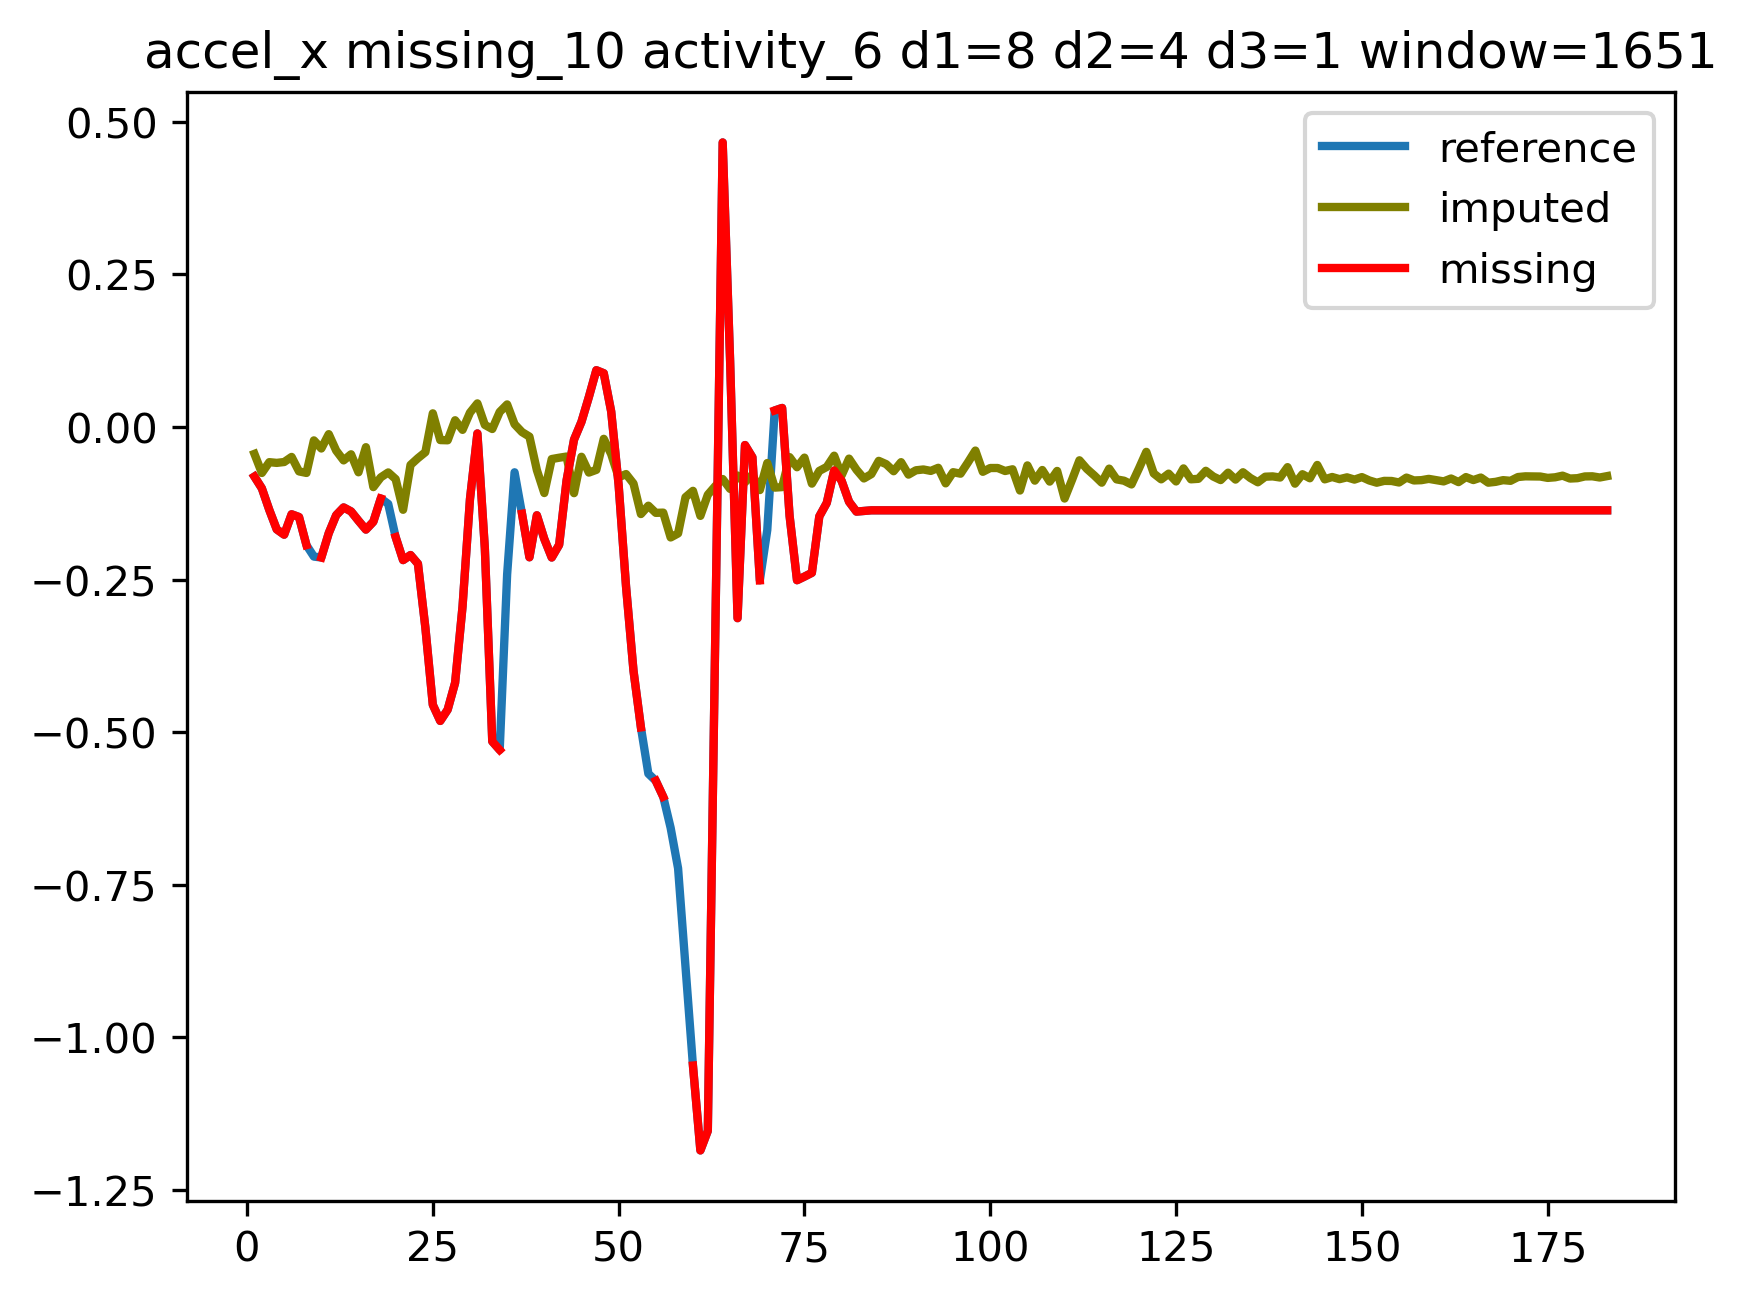 accel_x missing_10 activity_6 d1=8 d2=4 d3=1 window=1651
reference
imputed
missing
0.50
0.25
0.00
−0.25
−0.50
−0.75
−1.00
−1.25
0 25 50 75 100 125 150 175